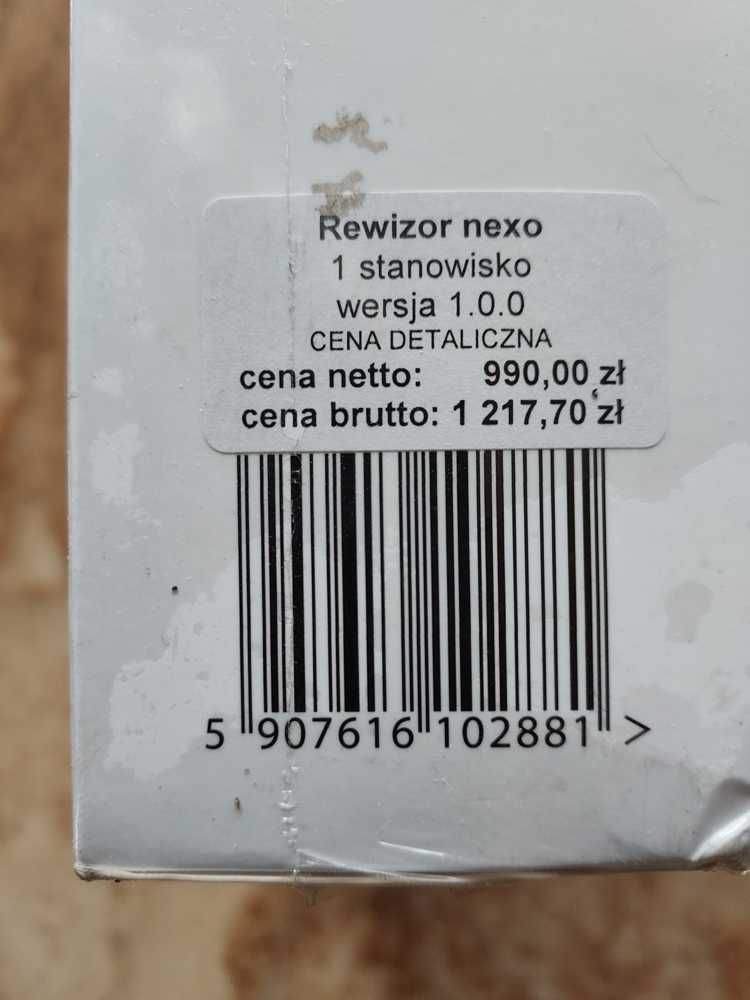 Rewizor nexo
1 stanowisko
wersja 1.0.0
CENA DETALICZNA
cena netto: 990,00 zł
cena brutto: 1 217,70 zł
5 907616 102881 >